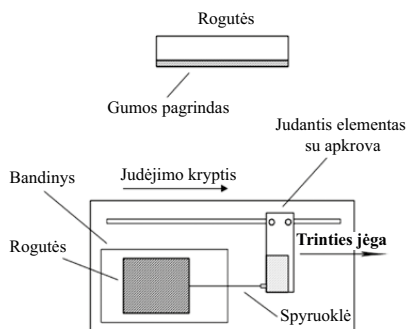 Rogutės
Gumos pagrindas
Judantis elementas
su apkrova
Judėjimo kryptis
Bandinys
Trinties jėga
Rogutės
Spyruoklė